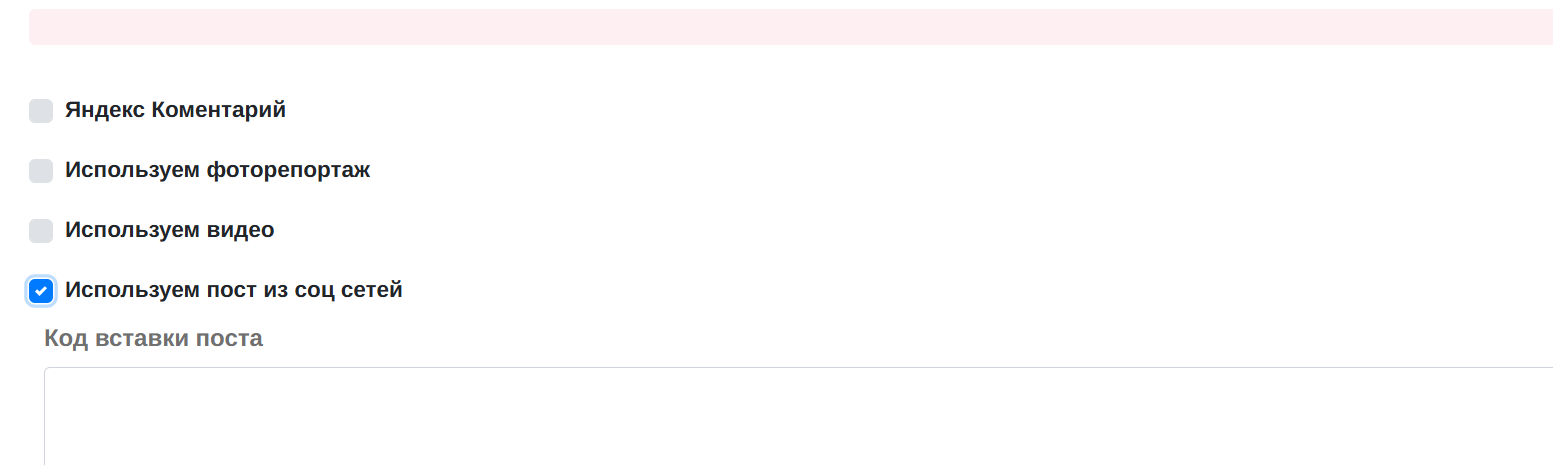 Яндекс Коментарий
Используем фоторепортаж
Используем видео
Используем пост из соц сетей
Код вставки поста